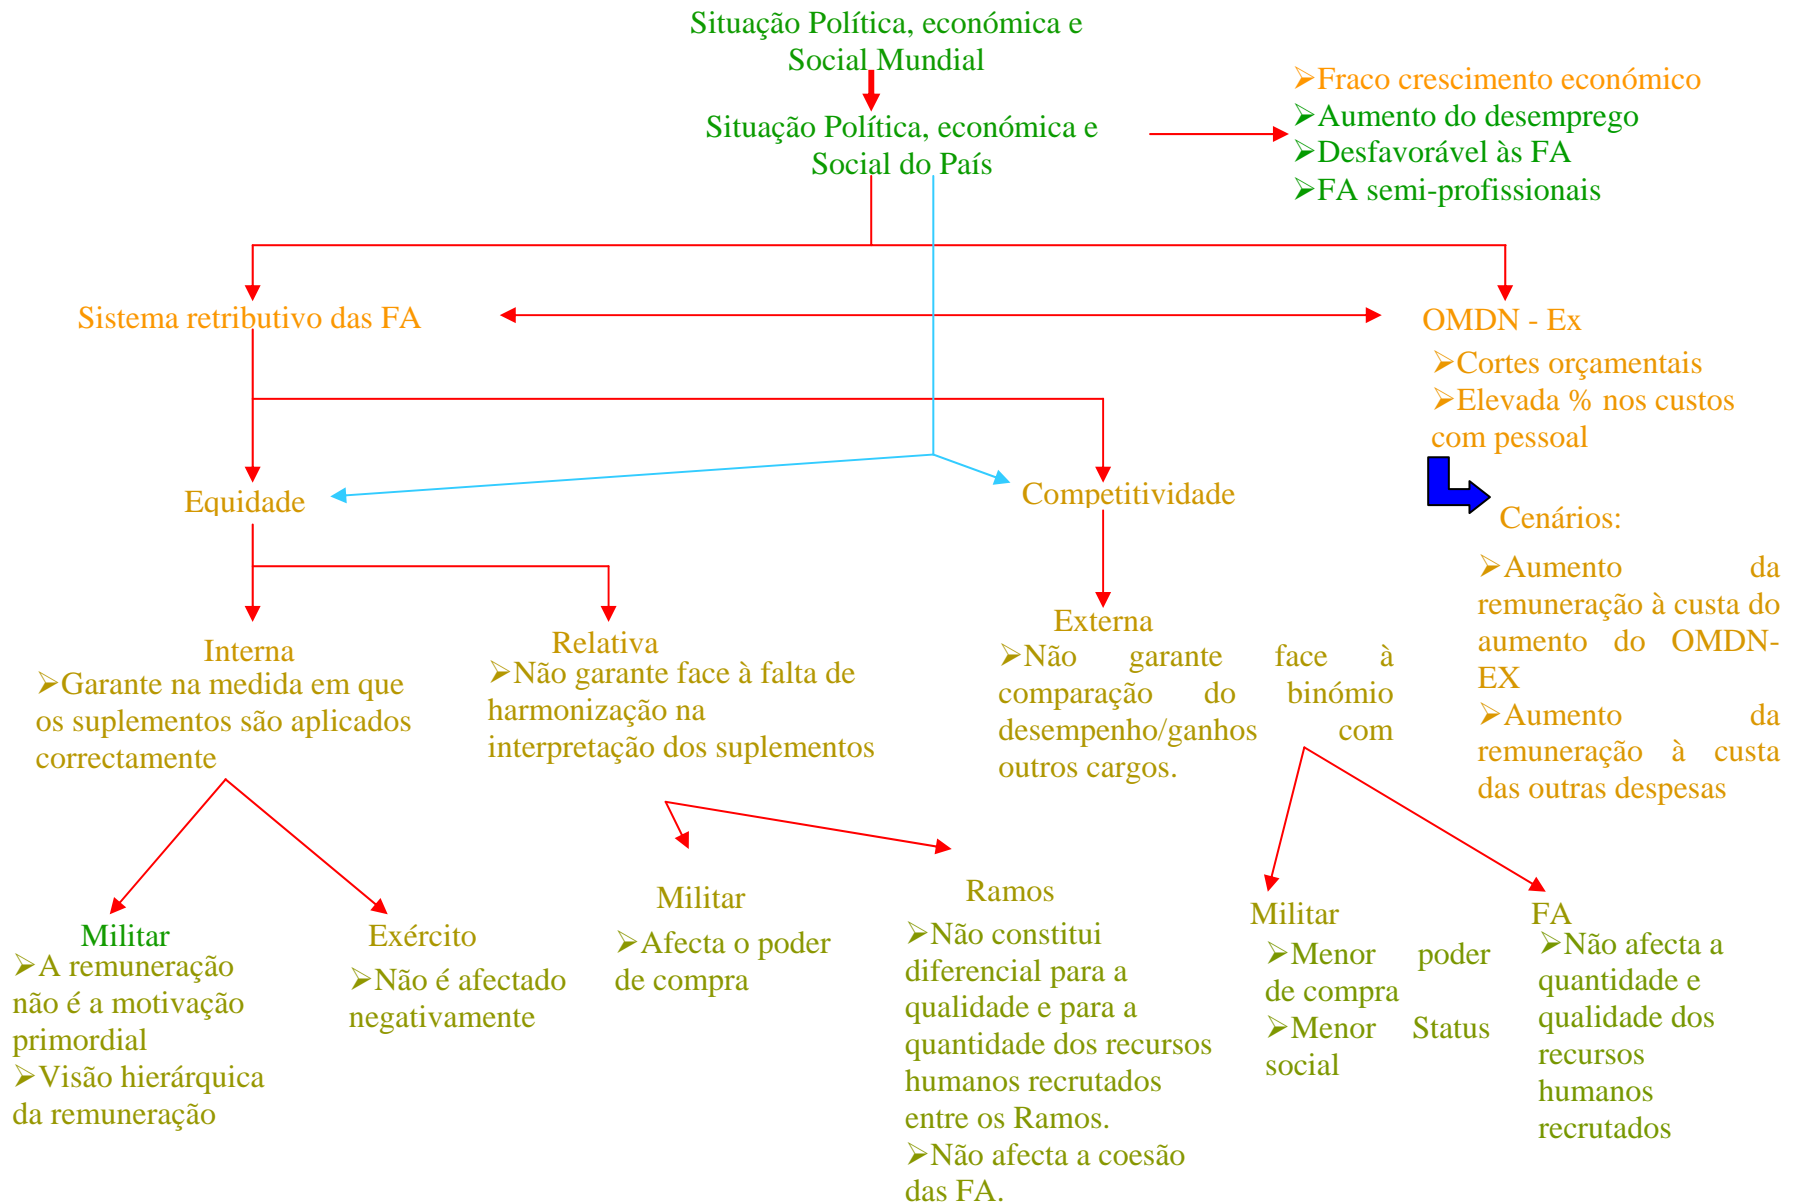 Situação Política, económica e
Social Mundial
Situação Política, económica e
Social do País
➢Fraco crescimento económico
➢Aumento do desemprego
➢Desfavorável às FA
➢FA semi-profissionais
Sistema retributivo das FA
OMDN - Ex
➢Cortes orçamentais
➢Elevada % nos custos
com pessoal
Equidade
Competitividade
Cenários:
➢Aumento da
remuneração à custa do
aumento do OMDN-
EX
➢Aumento da
remuneração à custa
das outras despesas
Interna
➢Garante na medida em que
os suplementos são aplicados
correctamente
Relativa
➢Não garante face à falta de
harmonização na
interpretação dos suplementos
Externa
➢Não garante face à
comparação do binómio
desempenho/ganhos com
outros cargos.
Militar
➢A remuneração
não é a motivação
primordial
➢Visão hierárquica
da remuneração
Exército
➢Não é afectado
negativamente
Militar
➢Afecta o poder
de compra
Ramos
➢Não constitui
diferencial para a
qualidade e para a
quantidade dos recursos
humanos recrutados
entre os Ramos.
➢Não afecta a coesão
das FA.
Militar
➢Menor poder
de compra
➢Menor Status
social
FA
➢Não afecta a
quantidade e
qualidade dos
recursos
humanos
recrutados